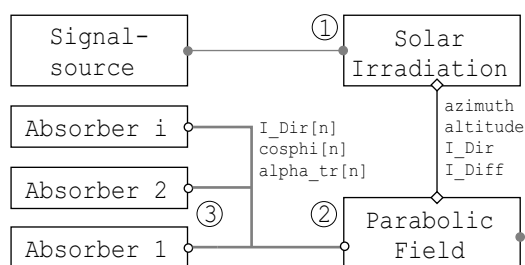 Signal-
source
①
Solar
Irradiation
azimuth
altitude
I_Dir
I_Diff
Absorber i
I_Dir[n]
cosphi[n]
alpha_tr[n]
Absorber 2
③
②
Parabolic
Field
Absorber 1